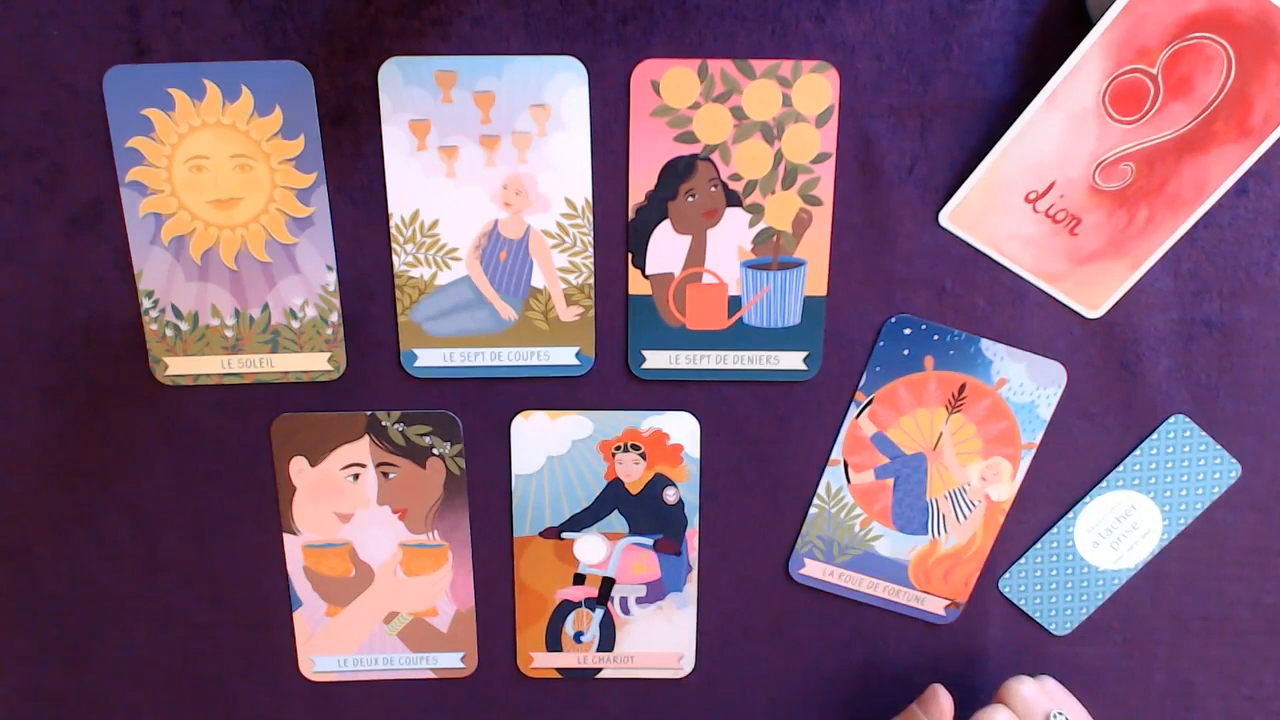 LE SOLEIL
LE SEPT DE COUPES
LE SEPT DE DENIERS
Lion
LE DEUX DE COUPES
LE CHARIOT
LA ROUE DE FORTUNE
à lâcher
prise